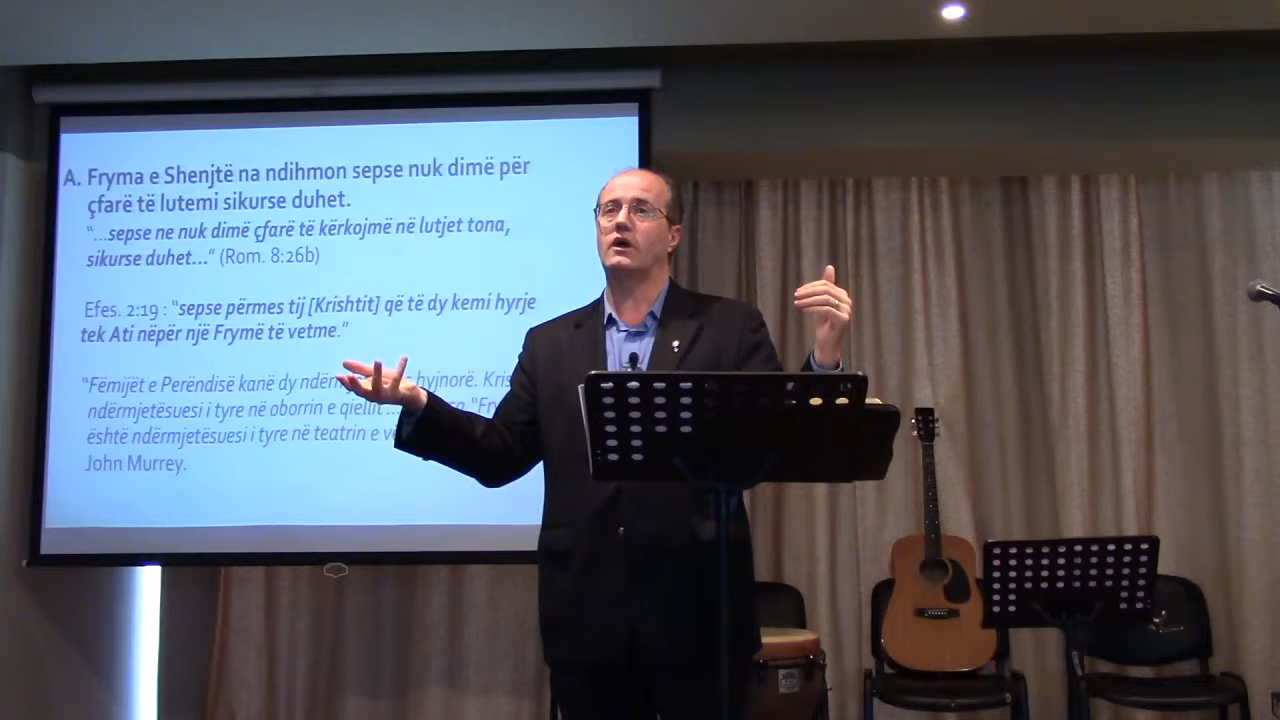 A. Fryma e Shenjtë na ndihmon sepse nuk dimë për
çfarë të lutemi sikurse duhet.
“...sepse ne nuk dimë çfarë të kërkojmë në lutjet tona,
sikurse duhet...” (Rom. 8:26b)
Efes. 2:19 : “sepse përmes tij [Krishtit] që të dy kemi hyrje
tek Ati nëpër një Frymë të vetme.”
“Fëmijët e Perëndisë kanë dy hyjnorë.
ndërmjetësuesi i tyre në oborrin e qiellit ...
është ndërmjetësuesi i tyre në teatrin e
John Murrey.